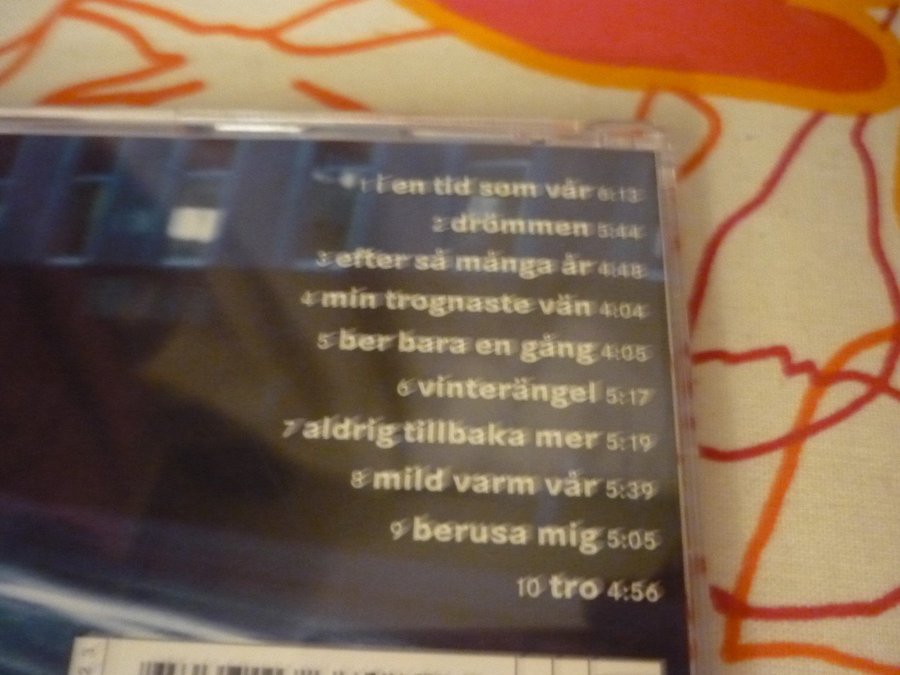 1 i en tid som vår 6:13
2 drömmen 5:44
3 efter så många år 4:48
4 min trognaste vän 4:04
5 ber bara en gång 4:05
6 vinterängel 5:17
7 aldrig tillbaka mer 5:19
8 mild varm vår 5:39
9 berusa mig 5:05
10 tro 4:56